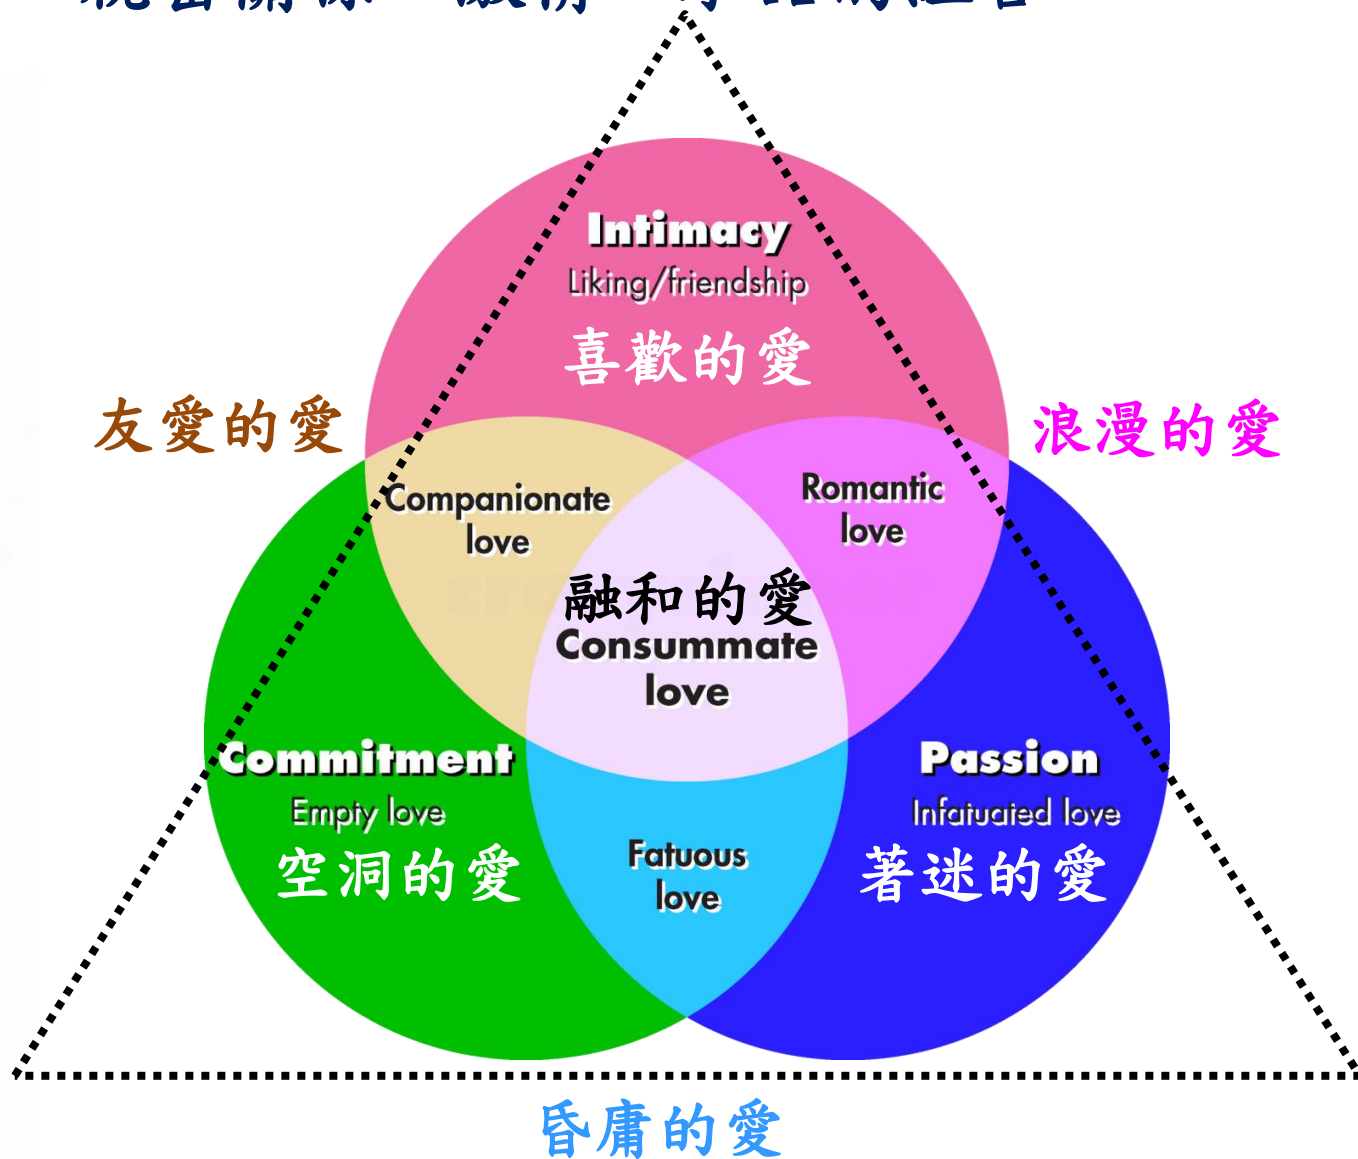 Intimacy
Liking/friendship
喜歡的愛
友愛的愛
浪漫的愛
Companionate
love
Romantic
love
融和的愛
Consummate
love
Commitment
Empty love
空洞的愛
Passion
Infatuated love
著迷的愛
Fatuous
love
昏庸的愛